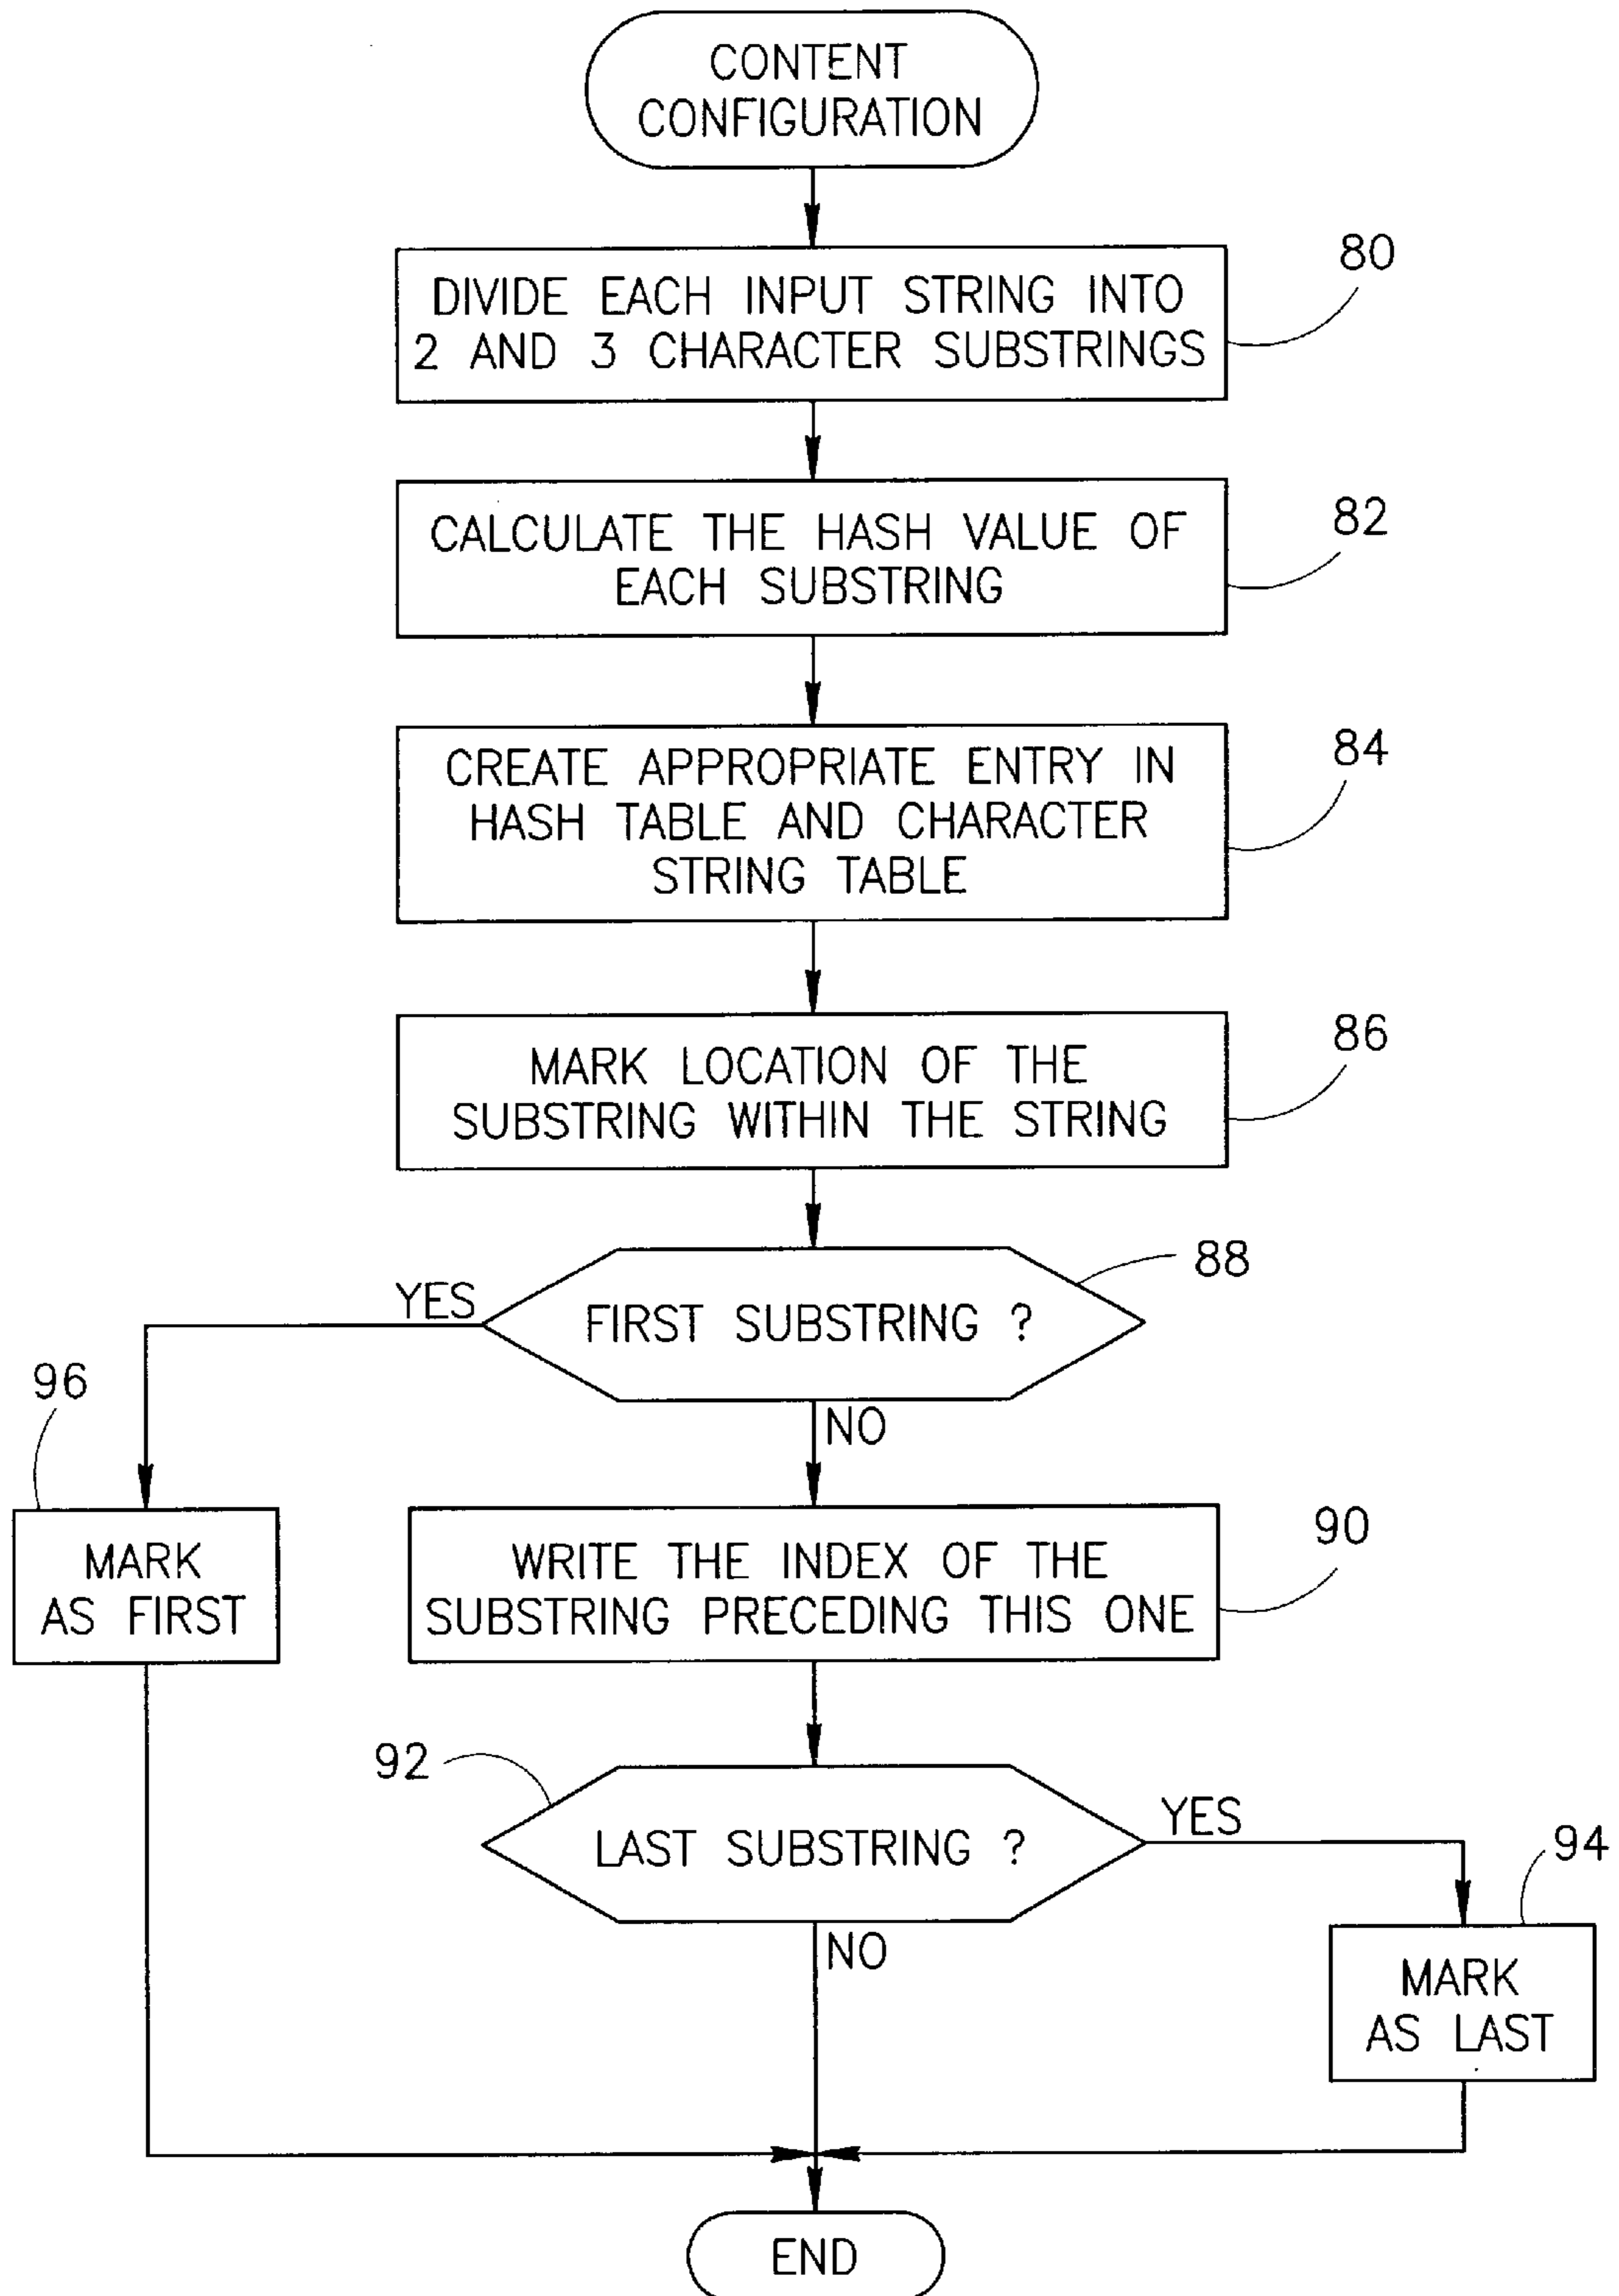 CONTENT
CONFIGURATION
80
DIVIDE EACH INPUT STRING INTO
2 AND 3 CHARACTER SUBSTRINGS
82
CALCULATE THE HASH VALUE OF
EACH SUBSTRING
84
CREATE APPROPRIATE ENTRY IN
HASH TABLE AND CHARACTER
STRING TABLE
86
MARK LOCATION OF THE
SUBSTRING WITHIN THE STRING
88
YES
FIRST SUBSTRING ?
96
NO
MARK
AS FIRST
90
WRITE THE INDEX OF THE
SUBSTRING PRECEDING THIS ONE
92
YES
LAST SUBSTRING ?
94
NO
MARK
AS LAST
END